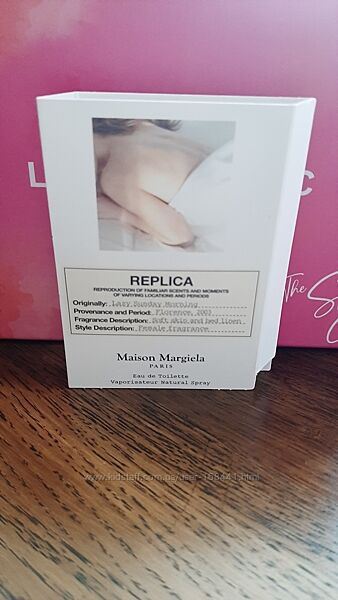 L C
The
S
REPLICA
REPRODUCTION OF FAMILIAR SCENTS AND MOMENTS
OF VARYING LOCATIONS AND PERIODS
Originally: Lazy Sunday Morning
Provenance and Period: Florence, 2003
Fragrance Description: Soft skin and bed linen
Style Description: Female fragrance
Maison Margiela
PARIS
Eau de Toilette
Vaporisateur Natural Spray